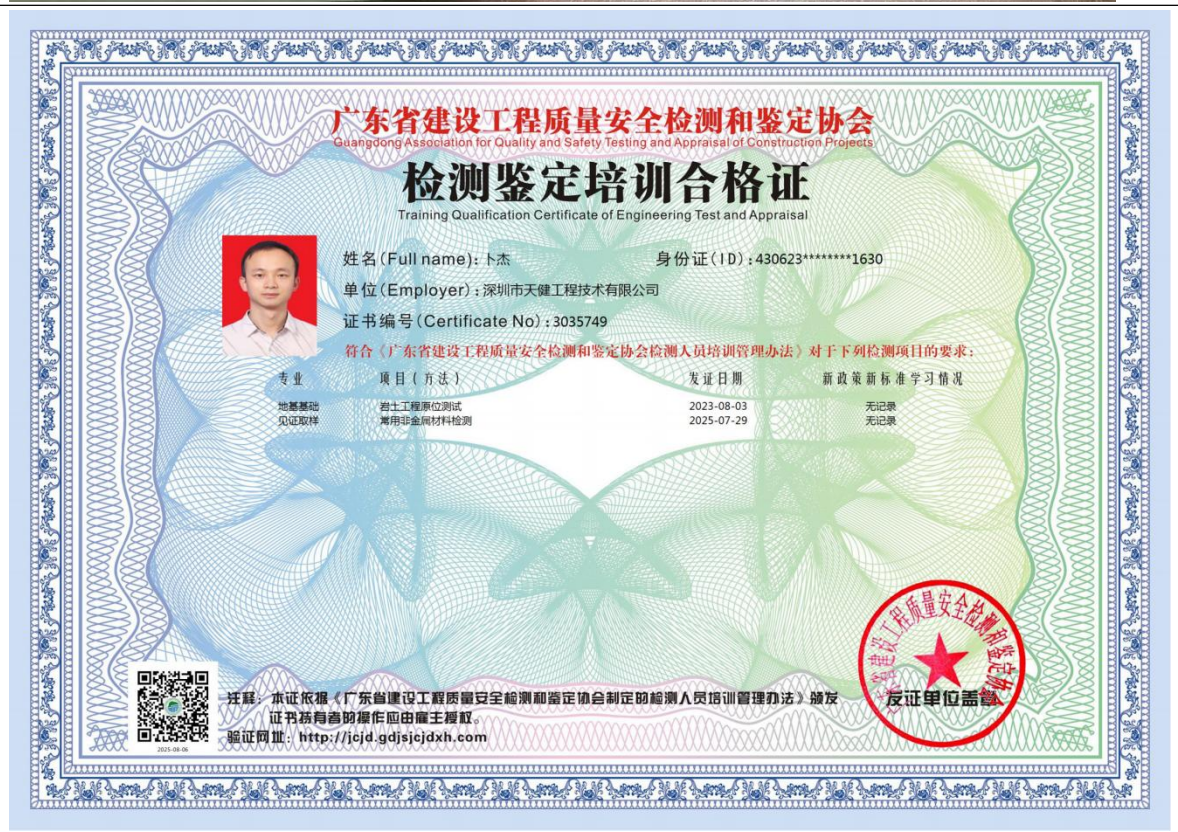 广东省建设工程质量安全检测和鉴定协会
Guangdong Association for Quality and Safety Testing and Appraisal of Construction Projects
检测鉴定培训合格证
Training Qualification Certificate of Engineering Test and Appraisal
姓名(Full name): 卜杰 身份证(ID): 430623********1630
单位(Employer): 深圳市天健工程技术有限公司
证书编号(Certificate No): 3035749
符合《广东省建设工程质量安全检测和鉴定协会检测人员培训管理办法》对于下列检测项目的要求:
专业 项目(方法) 发证日期 新政策新标准学习情况
地基基础 岩土工程原位测试 2023-08-03 无记录
见证取样 常用非金属材料检测 2025-07-29 无记录
广东省建设工程质量安全检测和鉴定协会
发证单位盖章
注释: 本证依据《广东省建设工程质量安全检测和鉴定协会制定的检测人员培训管理办法》颁发
证书持有者的操作应由雇主授权。
验证网址: http://jcjd.gdjsjcjdxh.com
2025-08-06